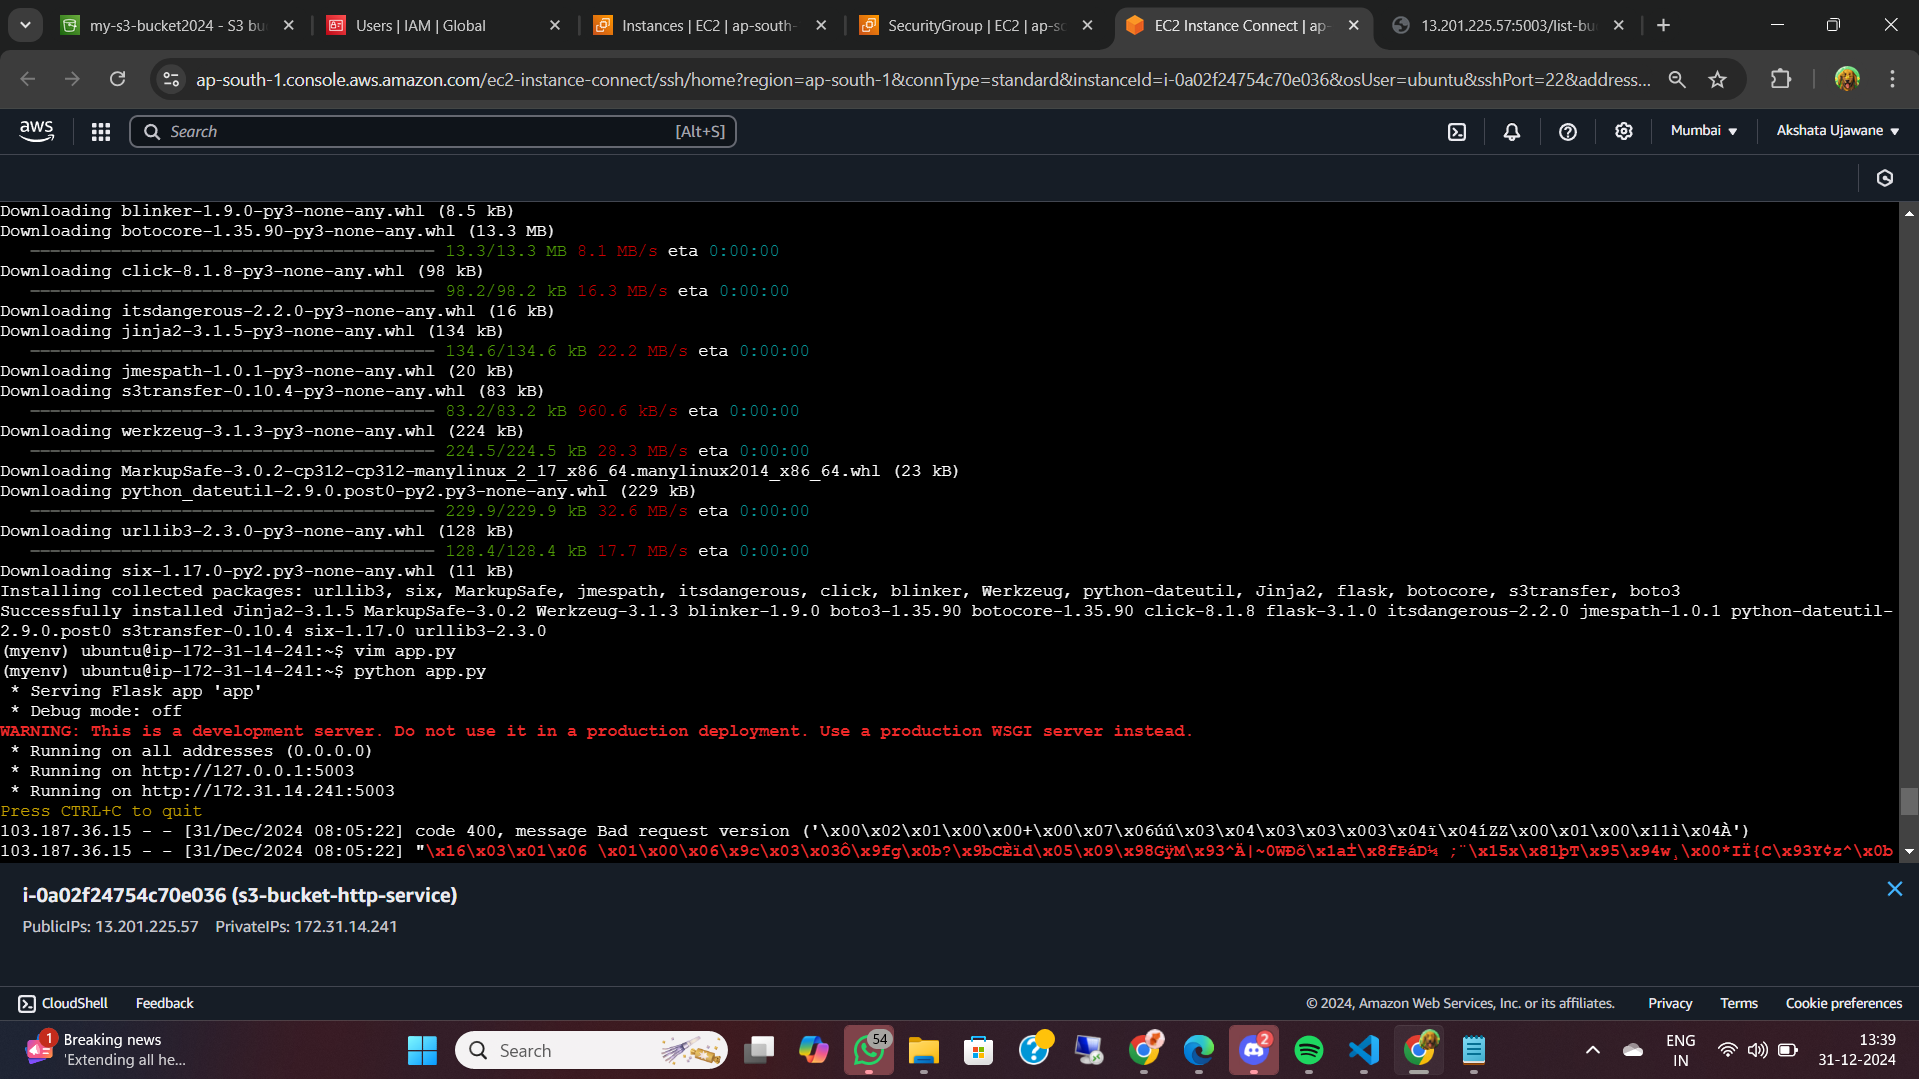 my-s3-bucket2024 - S3 bu
Users | IAM | Global
Instances | EC2 | ap-south-
SecurityGroup | EC2 | ap-so
EC2 Instance Connect | ap-
13.201.225.57:5003/list-bu
ap-south-1.console.aws.amazon.com/ec2-instance-connect/ssh/home?region=ap-south-1&connType=standard&instanceId=i-0a02f24754c70e036&osUser=ubuntu&sshPort=22&address...
aws
Search [Alt+S]
Mumbai
Akshata Ujawane
Downloading blinker-1.9.0-py3-none-any.whl (8.5 kB)
Downloading botocore-1.35.90-py3-none-any.whl (13.3 MB)
13.3/13.3 MB 8.1 MB/s eta 0:00:00
Downloading click-8.1.8-py3-none-any.whl (98 kB)
98.2/98.2 kB 16.3 MB/s eta 0:00:00
Downloading itsdangerous-2.2.0-py3-none-any.whl (16 kB)
Downloading jinja2-3.1.5-py3-none-any.whl (134 kB)
134.6/134.6 kB 22.2 MB/s eta 0:00:00
Downloading jmespath-1.0.1-py3-none-any.whl (20 kB)
Downloading s3transfer-0.10.4-py3-none-any.whl (83 kB)
83.2/83.2 kB 960.6 kB/s eta 0:00:00
Downloading werkzeug-3.1.3-py3-none-any.whl (224 kB)
224.5/224.5 kB 28.3 MB/s eta 0:00:00
Downloading MarkupSafe-3.0.2-cp312-cp312-manylinux_2_17_x86_64.manylinux2014_x86_64.whl (23 kB)
Downloading python_dateutil-2.9.0.post0-py2.py3-none-any.whl (229 kB)
229.9/229.9 kB 32.6 MB/s eta 0:00:00
Downloading urllib3-2.3.0-py3-none-any.whl (128 kB)
128.4/128.4 kB 17.7 MB/s eta 0:00:00
Downloading six-1.17.0-py2.py3-none-any.whl (11 kB)
Installing collected packages: urllib3, six, MarkupSafe, jmespath, itsdangerous, click, blinker, Werkzeug, python-dateutil, Jinja2, flask, botocore, s3transfer, boto3
Successfully installed Jinja2-3.1.5 MarkupSafe-3.0.2 Werkzeug-3.1.3 blinker-1.9.0 boto3-1.35.90 botocore-1.35.90 click-8.1.8 flask-3.1.0 itsdangerous-2.2.0 jmespath-1.0.1 python-dateutil-
2.9.0.post0 s3transfer-0.10.4 six-1.17.0 urllib3-2.3.0
(myenv) ubuntu@ip-172-31-14-241:~$ vim app.py
(myenv) ubuntu@ip-172-31-14-241:~$ python app.py
* Serving Flask app 'app'
* Debug mode: off
WARNING: This is a development server. Do not use it in a production deployment. Use a production WSGI server instead.
* Running on all addresses (0.0.0.0)
* Running on http://127.0.0.1:5003
* Running on http://172.31.14.241:5003
Press CTRL+C to quit
103.187.36.15 - - [31/Dec/2024 08:05:22] code 400, message Bad request version ('\x00\x02\x01\x00\x00+\x00\x07\x06úú\x03\x04\x03\x03\x003\x04ï\x04íZZ\x00\x01\x00\x11ì\x04À')
103.187.36.15 - - [31/Dec/2024 08:05:22] "\x16\x03\x01\x06 \x01\x00\x06\x9c\x03\x03Ô\x9fg\x0b?\x9bCÈïd\x05\x09\x98GÿM\x93^Ä|~0WÐõ\x1a‡\x8fÞáD¼ ;¨\x15x\x81þT\x95\x94w¸\x00*IÏ{C\x93Y¢z^\x0b
i-0a02f24754c70e036 (s3-bucket-http-service)
PublicIPs: 13.201.225.57 PrivateIPs: 172.31.14.241
CloudShell Feedback
© 2024, Amazon Web Services, Inc. or its affiliates. Privacy Terms Cookie preferences
1
Breaking news
'Extending all he...
Search
54
2
ENG
IN
13:39
31-12-2024